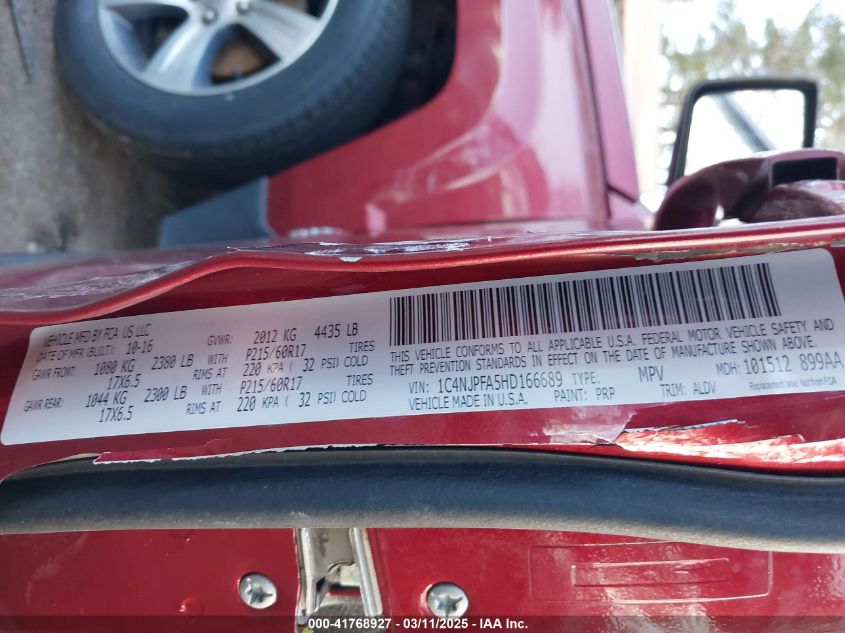 VEHICLE MFD BY FCA US LLC
DATE OF MFR (BUILT): 10-16 GVWR: 2012 KG 4435 LB
GAWR FRONT: 1080 KG 2380 LB WITH P215/60R17 TIRES
17X6.5 RIMS AT 220 KPA ( 32 PSI) COLD
GAWR REAR: 1044 KG 2300 LB WITH P215/60R17 TIRES
17X6.5 RIMS AT 220 KPA ( 32 PSI) COLD
THIS VEHICLE CONFORMS TO ALL APPLICABLE U.S.A. FEDERAL MOTOR VEHICLE SAFETY AND
THEFT PREVENTION STANDARDS IN EFFECT ON THE DATE OF MANUFACTURE SHOWN ABOVE.
VIN: 1C4NJPFA5HD166689 TYPE: MPV MDH: 101512 899AA
VEHICLE MADE IN U.S.A. PAINT: PRP TRIM: ALDV Replacement label: Not from FCA
000-41768927 - 03/11/2025 - IAA Inc.